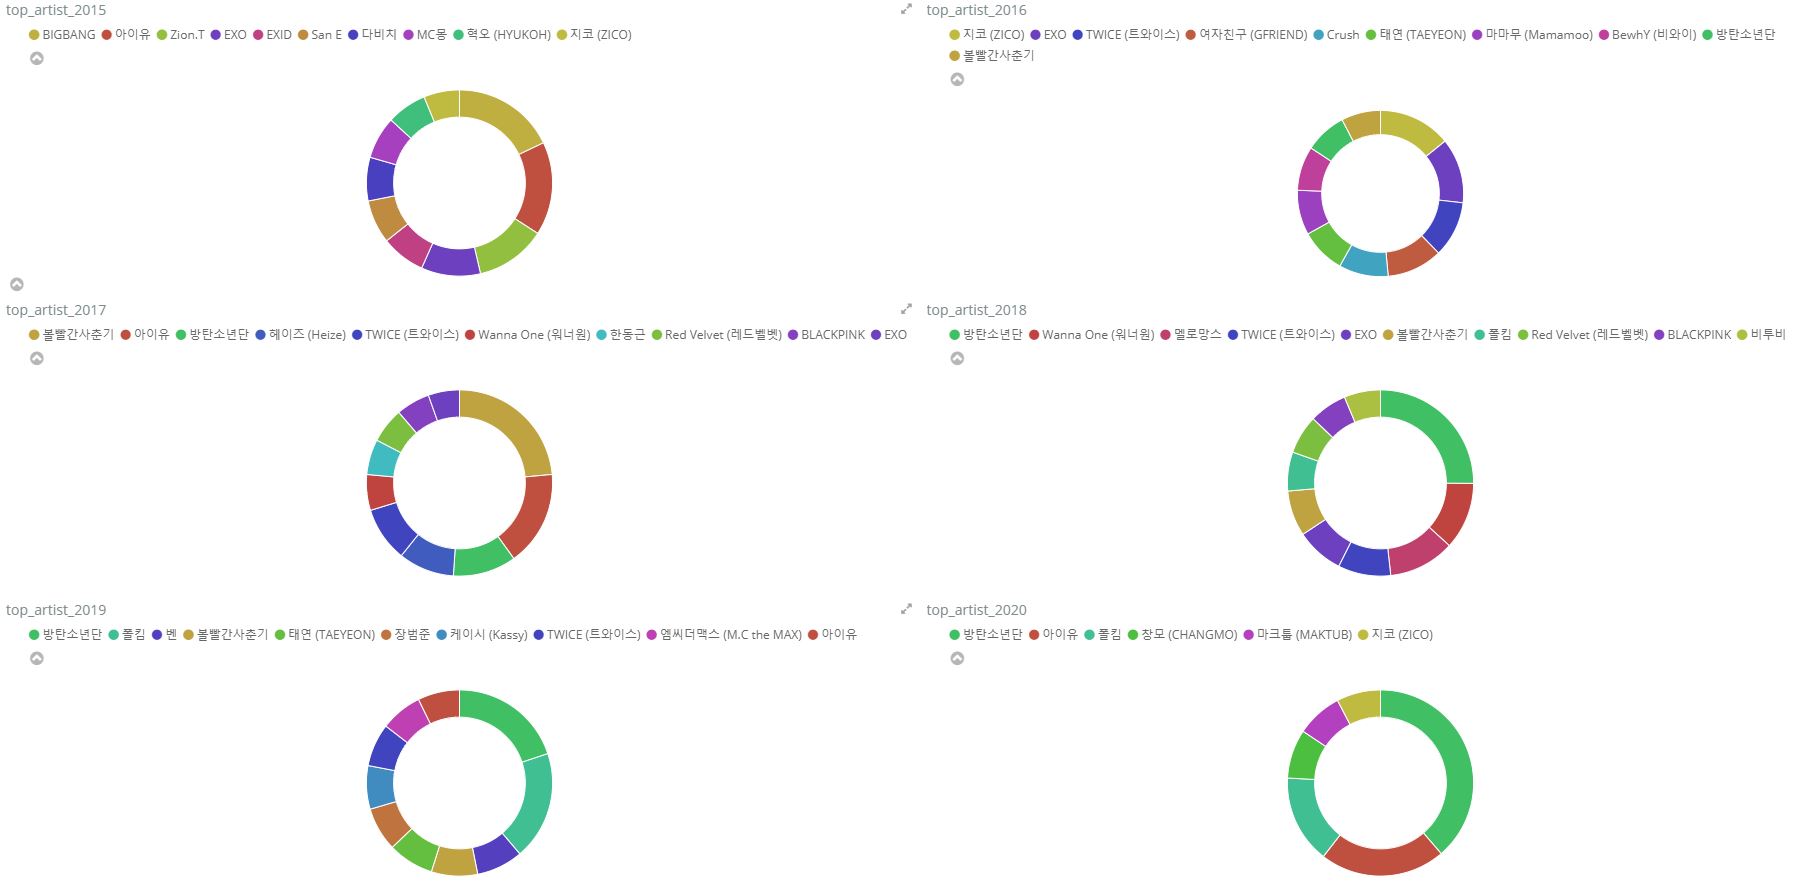 top_artist_2015
BIGBANG 아이유 Zion.T EXO EXID San E 다비치 MC몽 혁오 (HYUKOH) 지코 (ZICO)
top_artist_2016
지코 (ZICO) EXO TWICE (트와이스) 여자친구 (GFRIEND) Crush 태연 (TAEYEON) 마마무 (Mamamoo) BewhY (비와이) 방탄소년단
볼빨간사춘기
top_artist_2017
볼빨간사춘기 아이유 방탄소년단 헤이즈 (Heize) TWICE (트와이스) Wanna One (워너원) 한동근 Red Velvet (레드벨벳) BLACKPINK EXO
top_artist_2018
방탄소년단 Wanna One (워너원) 멜로망스 TWICE (트와이스) EXO 볼빨간사춘기 폴킴 Red Velvet (레드벨벳) BLACKPINK 비투비
top_artist_2019
방탄소년단 폴킴 벤 볼빨간사춘기 태연 (TAEYEON) 장범준 케이시 (Kassy) TWICE (트와이스) 엠씨더맥스 (M.C the MAX) 아이유
top_artist_2020
방탄소년단 아이유 폴킴 창모 (CHANGMO) 마크툽 (MAKTUB) 지코 (ZICO)